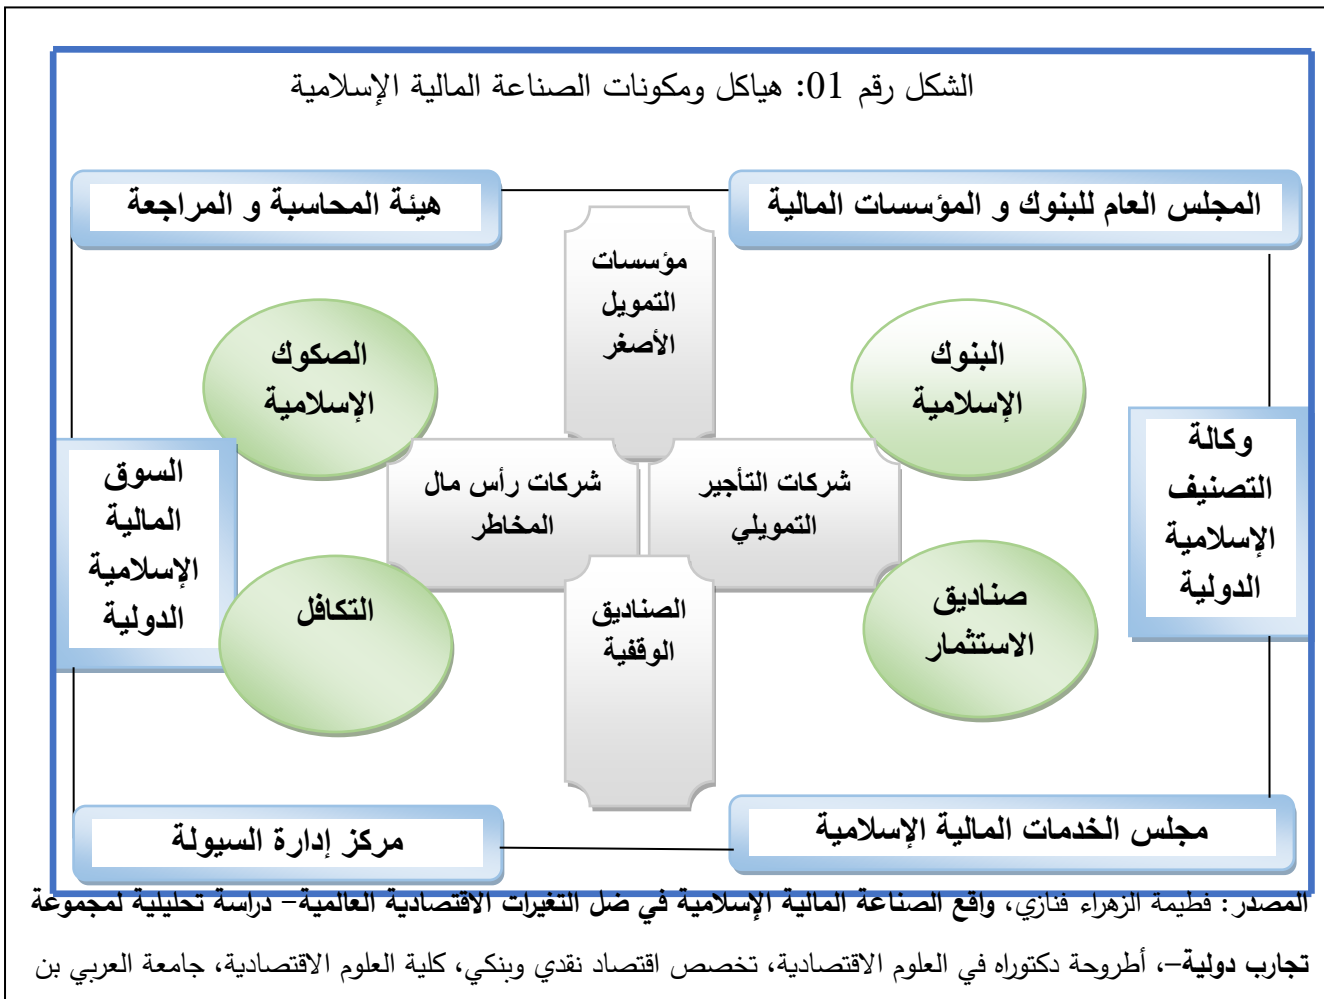 الشكل رقم 01: هياكل ومكونات الصناعة المالية الإسلامية
المجلس العام للبنوك و المؤسسات المالية
هيئة المحاسبة و المراجعة
مؤسسات
التمويل
الأصغر
البنوك
الإسلامية
الصكوك
الإسلامية
وكالة
التصنيف
الإسلامية
الدولية
شركات التأجير
التمويلي
شركات رأس مال
المخاطر
السوق
المالية
الإسلامية
الدولية
صناديق
الاستثمار
الصناديق
الوقفية
التكافل
مجلس الخدمات المالية الإسلامية
مركز إدارة السيولة
المصدر: فطيمة الزهراء فنازي، واقع الصناعة المالية الإسلامية في ضل التغيرات الاقتصادية العالمية– دراسة تحليلية لمجموعة
تجارب دولية–، أطروحة دكتوراه في العلوم الاقتصادية، تخصص اقتصاد نقدي وبنكي، كلية العلوم الاقتصادية، جامعة العربي بن